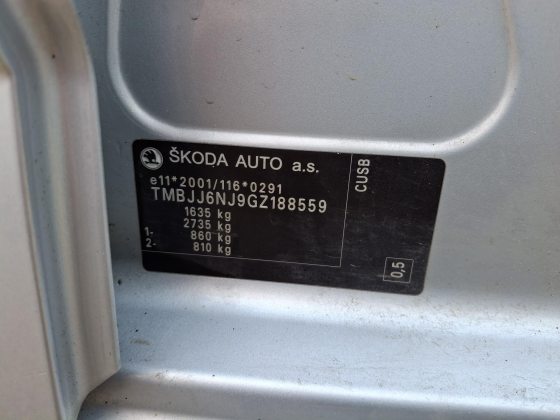 ŠKODA AUTO a.s.
e11*2001/116*0291
TMBJJ6NJ9GZ188559
1635 kg
2735 kg
1- 860 kg
2- 810 kg
CUSB
0,5